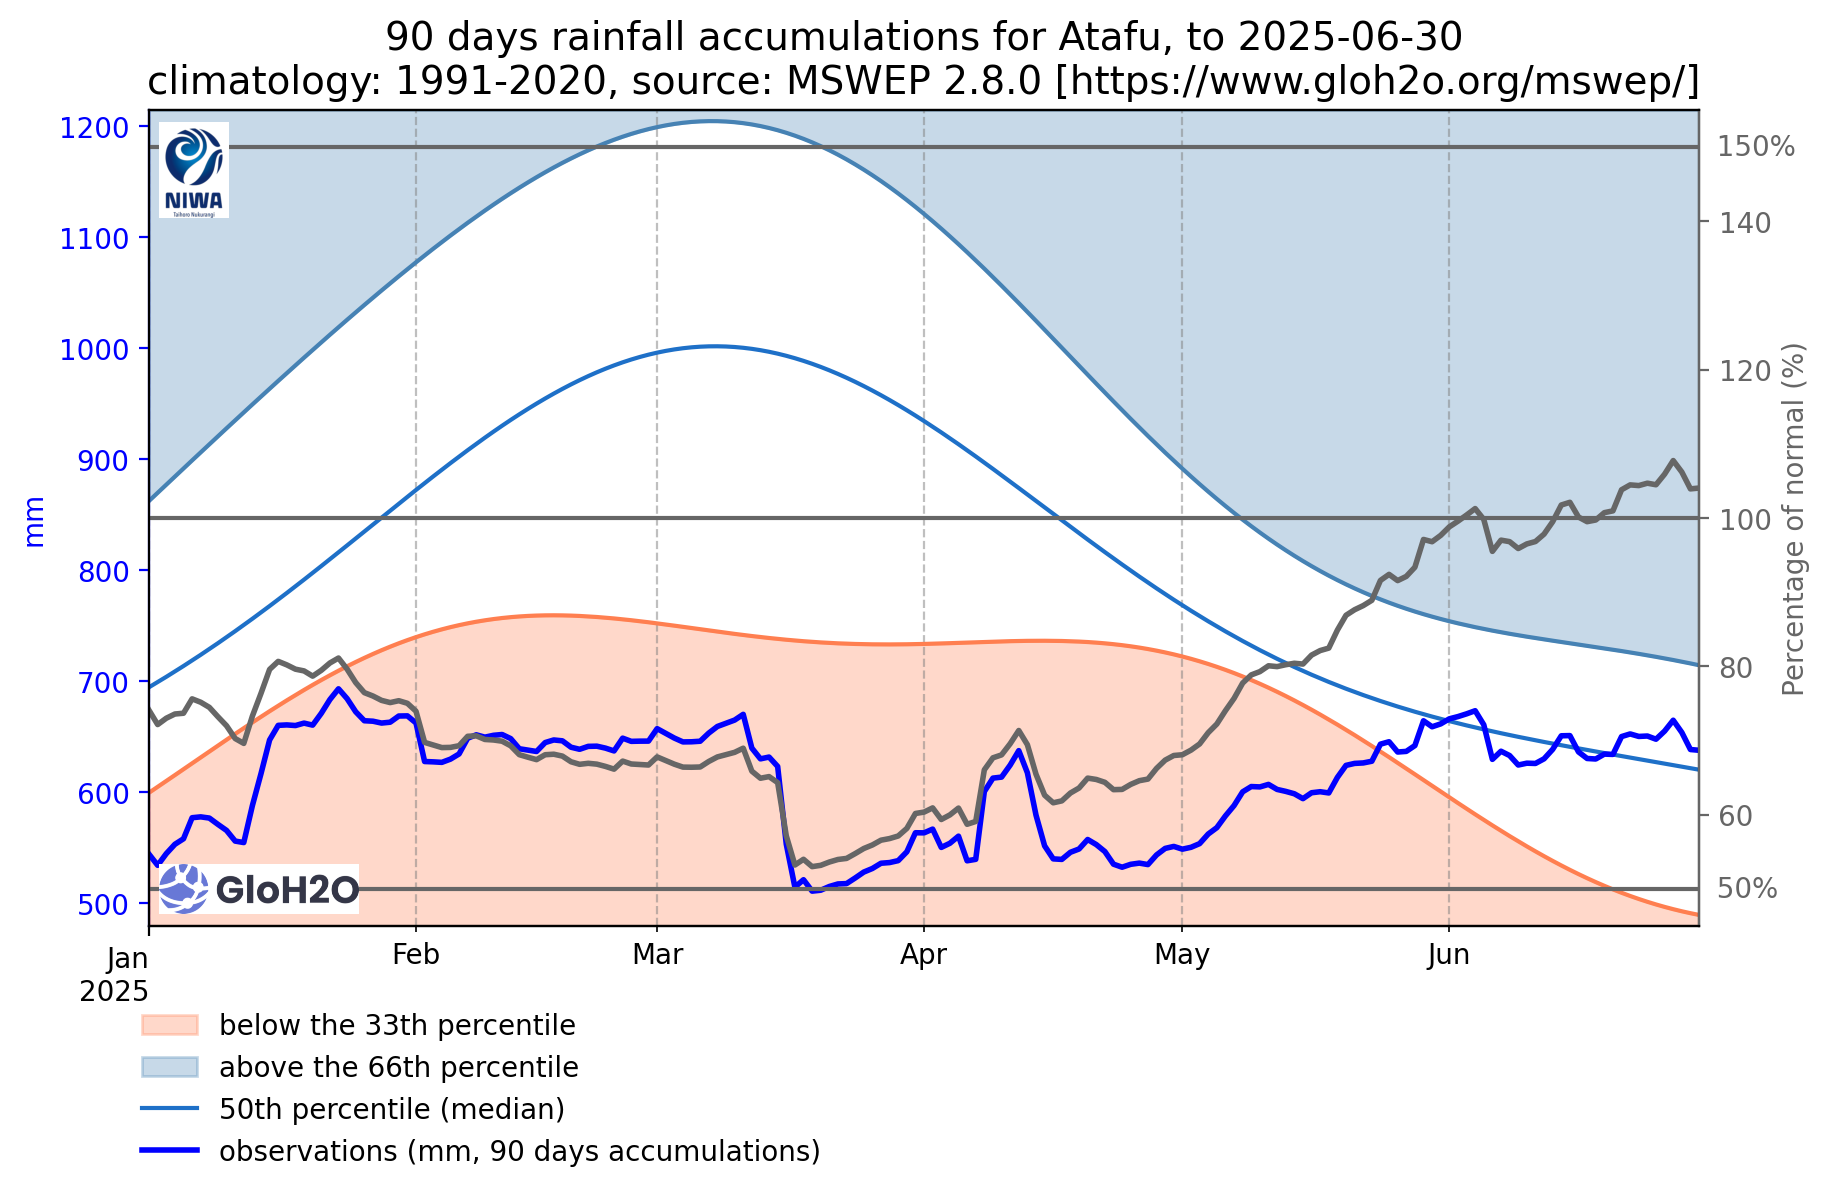 90 days rainfall accumulations for Atafu, to 2025-06-30
climatology: 1991-2020, source: MSWEP 2.8.0 [https://www.gloh2o.org/mswep/]
1200
1100
1000
900
800
700
600
500
mm
NIWA
Taihoro Nukurangi
GloH2O
150%
140
120
100
80
60
50%
Percentage of normal (%)
Jan
2025
Feb
Mar
Apr
May
Jun
below the 33th percentile
above the 66th percentile
50th percentile (median)
observations (mm, 90 days accumulations)